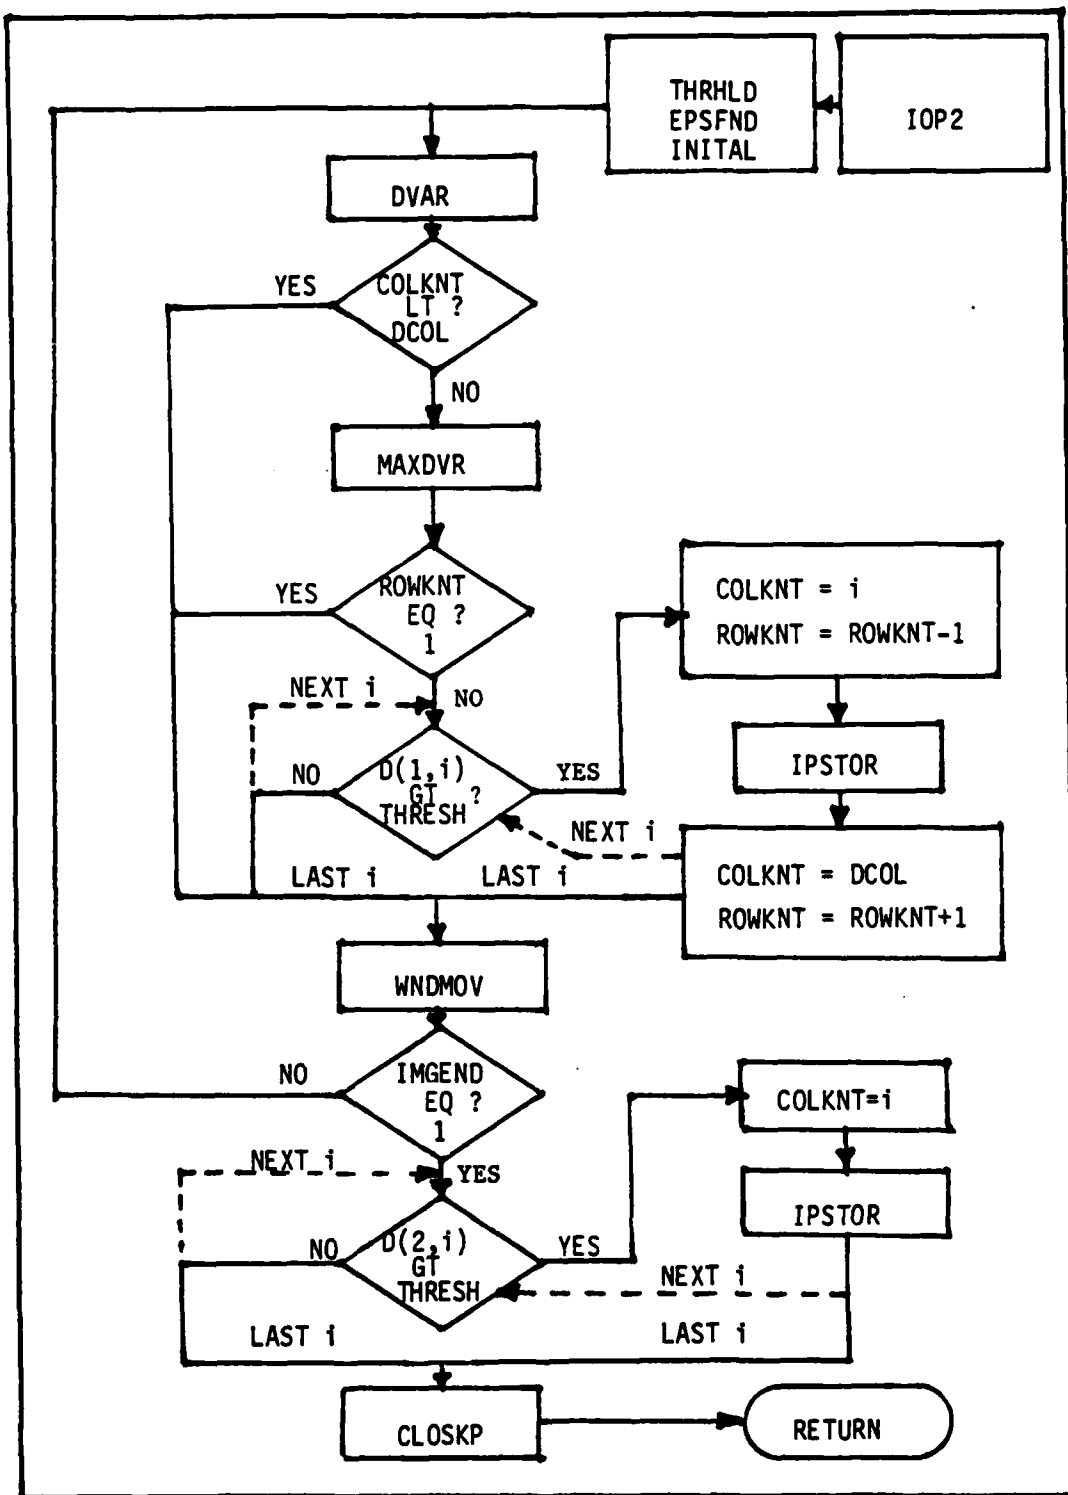 THRHLD
EPSFND
INITAL
IOP2
DVAR
YES
COLKNT
LT ?
DCOL
NO
MAXDVR
YES
ROWKNT
EQ ?
1
COLKNT = i
ROWKNT = ROWKNT-1
NEXT i
NO
NO
D(1,i)
GT ?
THRESH
YES
IPSTOR
NEXT i
LAST i
LAST i
COLKNT = DCOL
ROWKNT = ROWKNT+1
WNDMOV
NO
IMGEND
EQ ?
1
COLKNT=i
NEXT i
YES
NO
D(2,i)
GT
THRESH
YES
IPSTOR
NEXT i
LAST i
LAST i
CLOSKP
RETURN